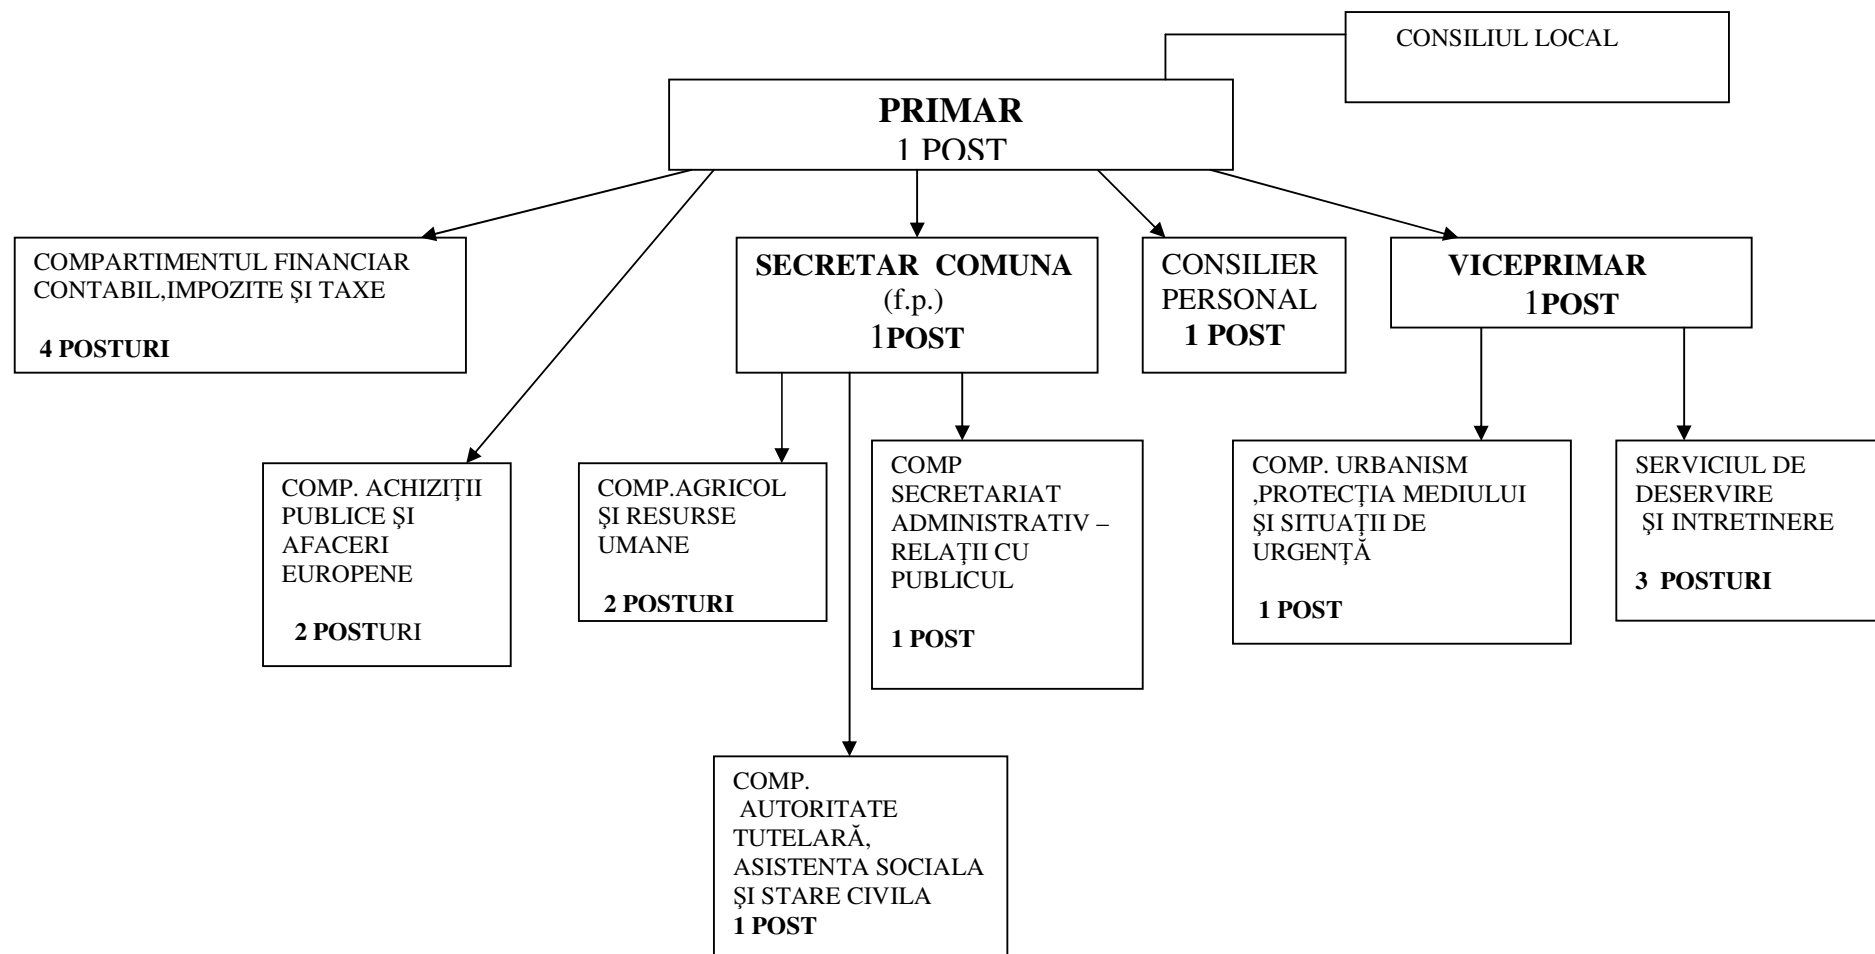 CONSILIUL LOCAL
PRIMAR
1 POST
COMPARTIMENTUL FINANCIAR
CONTABIL,IMPOZITE ŞI TAXE
4 POSTURI
SECRETAR COMUNA
(f.p.)
1POST
CONSILIER
PERSONAL
1 POST
VICEPRIMAR
1POST
COMP. ACHIZIŢII
PUBLICE ŞI
AFACERI
EUROPENE
2 POSTURI
COMP.AGRICOL
ŞI RESURSE
UMANE
2 POSTURI
COMP
SECRETARIAT
ADMINISTRATIV –
RELAŢII CU
PUBLICUL
1 POST
COMP. URBANISM
,PROTECŢIA MEDIULUI
ŞI SITUAŢII DE
URGENŢĂ
1 POST
SERVICIUL DE
DESERVIRE
ŞI INTRETINERE
3 POSTURI
COMP.
AUTORITATE
TUTELARĂ,
ASISTENTA SOCIALA
ŞI STARE CIVILA
1 POST